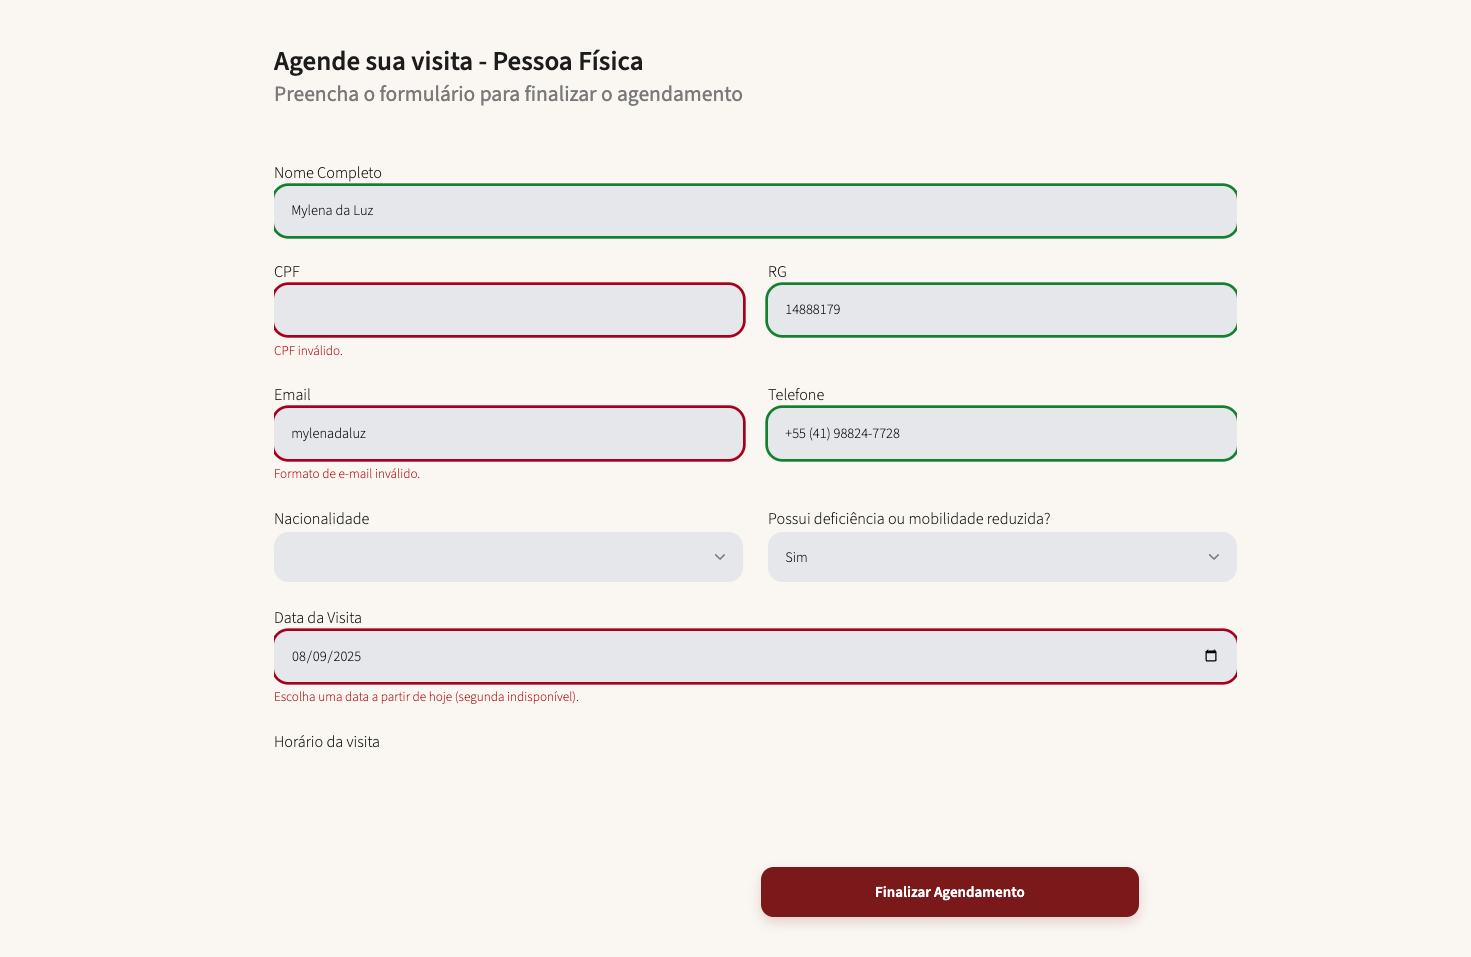 Agende sua visita - Pessoa Física
Preencha o formulário para finalizar o agendamento
Nome Completo
Mylena da Luz
CPF
RG
14888179
CPF inválido.
Email
Telefone
mylenadaluz
+55 (41) 98824-7728
Formato de e-mail inválido.
Nacionalidade
Possui deficiência ou mobilidade reduzida?
Sim
Data da Visita
08/09/2025
Escolha uma data a partir de hoje (segunda indisponível).
Horário da visita
Finalizar Agendamento